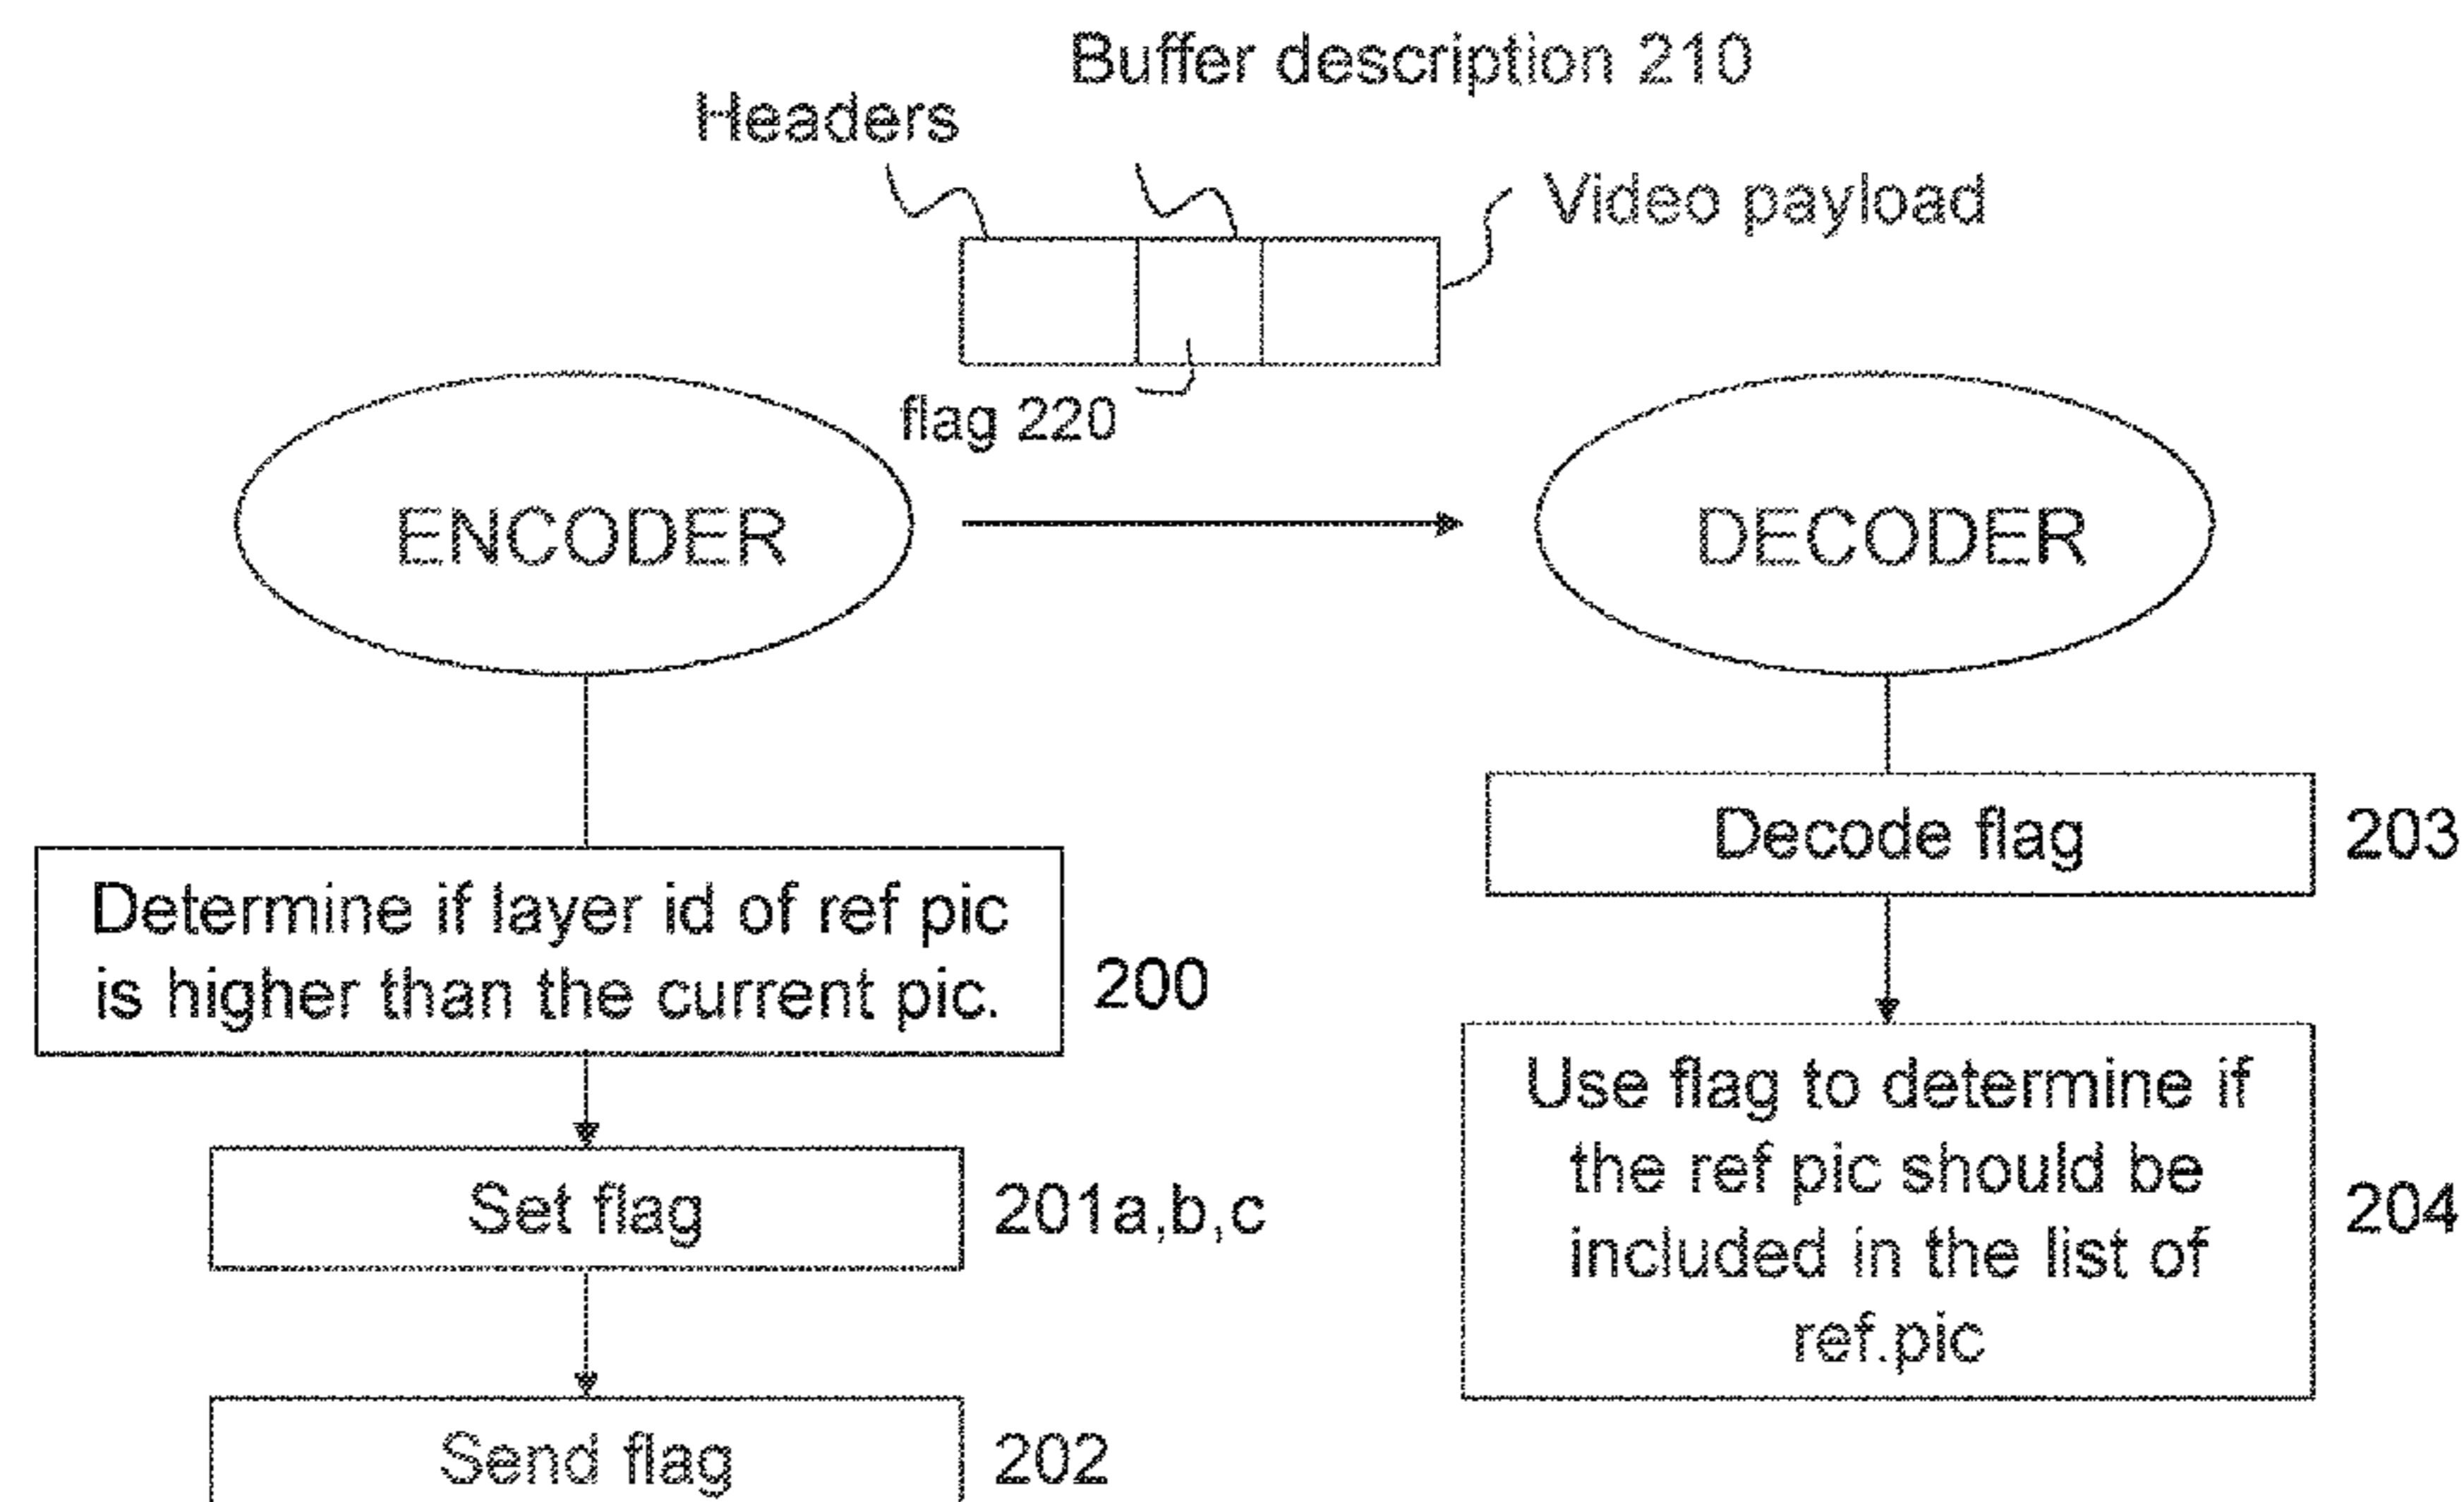 Buffer description 210
Headers
Video payload
flag 220
ENCODER
DECODER
Determine if layer id of ref pic
is higher than the current pic.
200
Set flag
201a,b,c
Send flag
202
Decode flag
203
Use flag to determine if
the ref pic should be
included in the list of
ref.pic
204